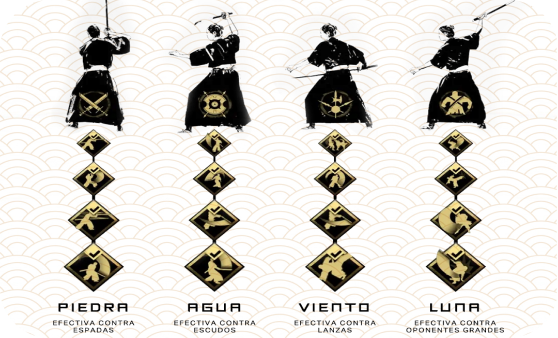 PIEDRA
EFECTIVA CONTRA
ESPADAS
AGUA
EFECTIVA CONTRA
ESCUDOS
VIENTO
EFECTIVA CONTRA
LANZAS
LUNA
EFECTIVA CONTRA
OPONENTES GRANDES